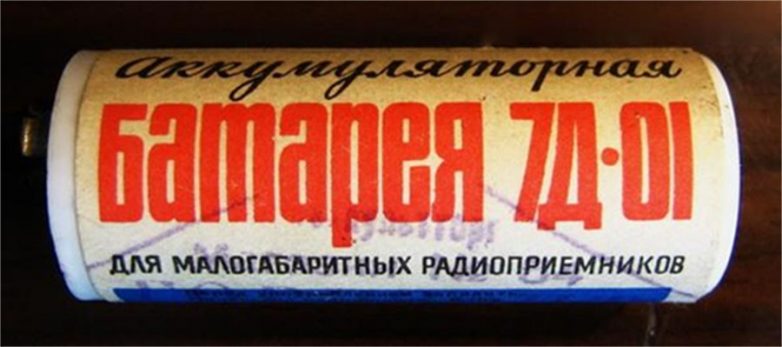 Аккумуляторная
Батарея 7Д·01
ДЛЯ МАЛОГАБАРИТНЫХ РАДИОПРИЕМНИКОВ